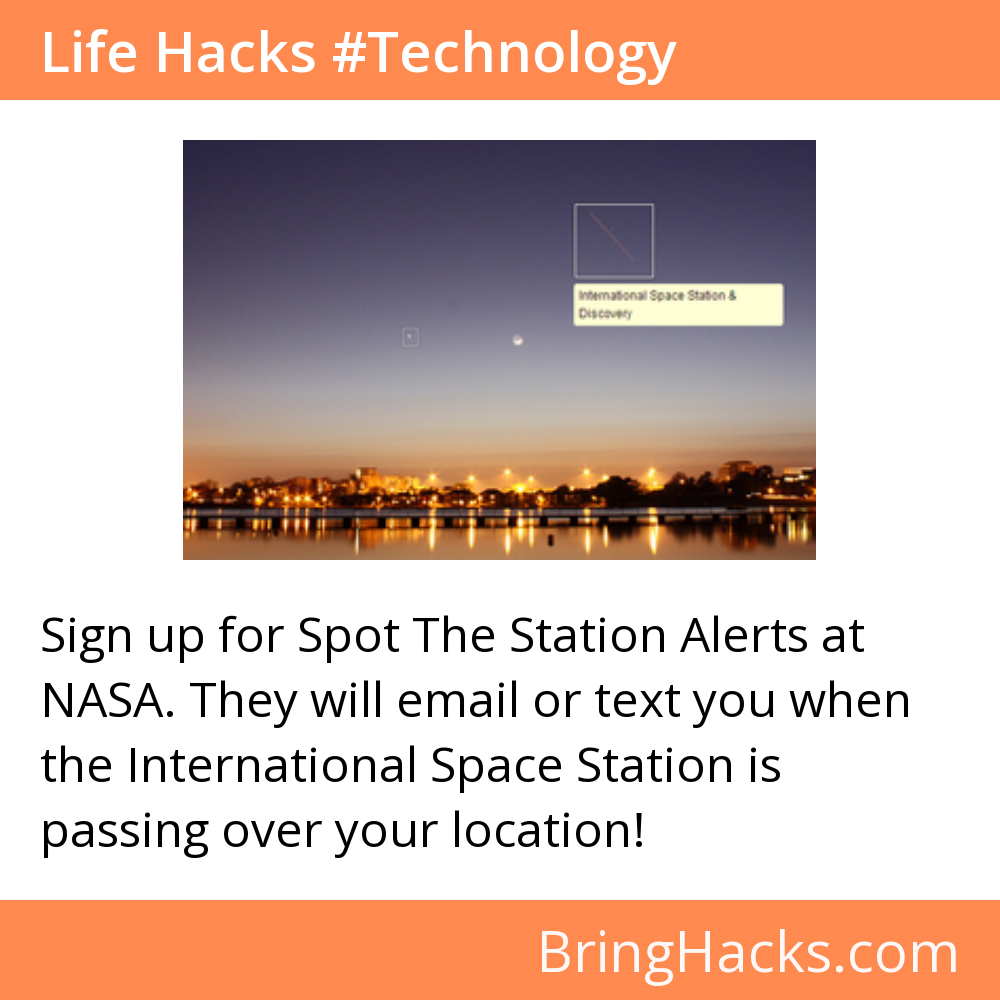 Life Hacks #Technology
International Space Station &
Discovery
Sign up for Spot The Station Alerts at
NASA. They will email or text you when
the International Space Station is
passing over your location!
BringHacks.com